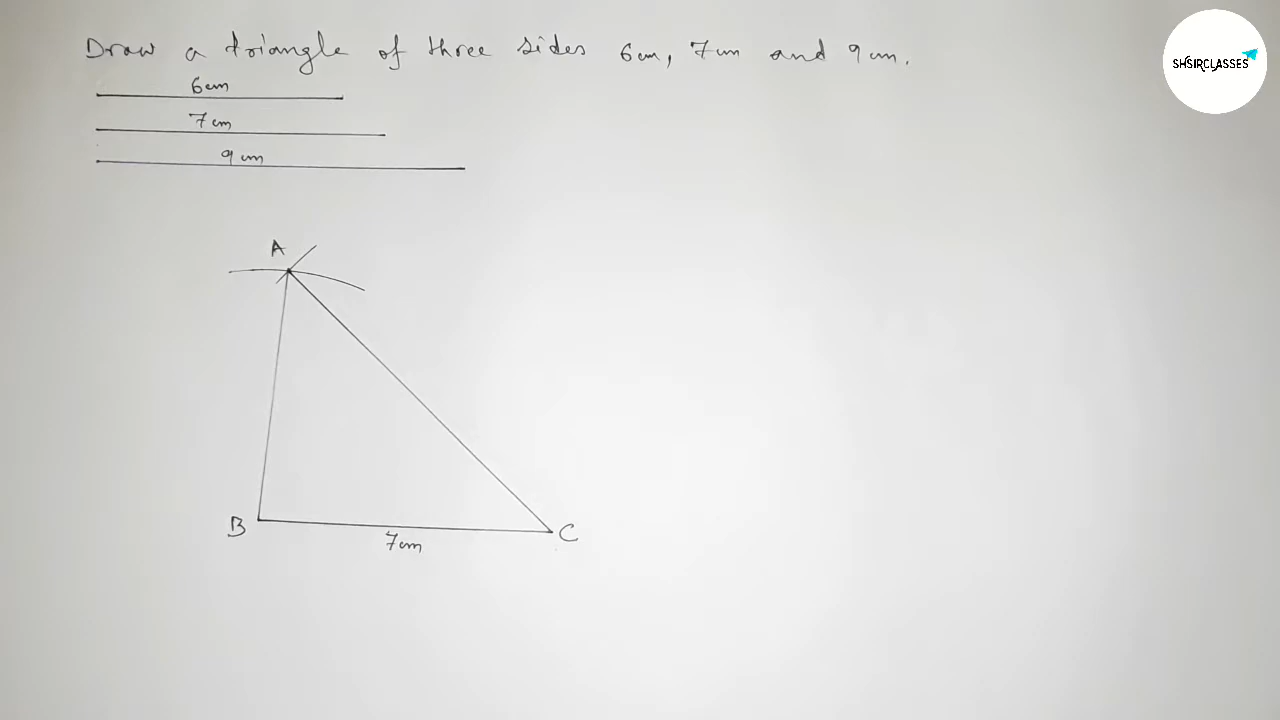 Draw a triangle of three sides 6cm, 7cm and 9cm.
SHSIRCLASSES
6cm
7cm
9cm
A
B
C
7cm